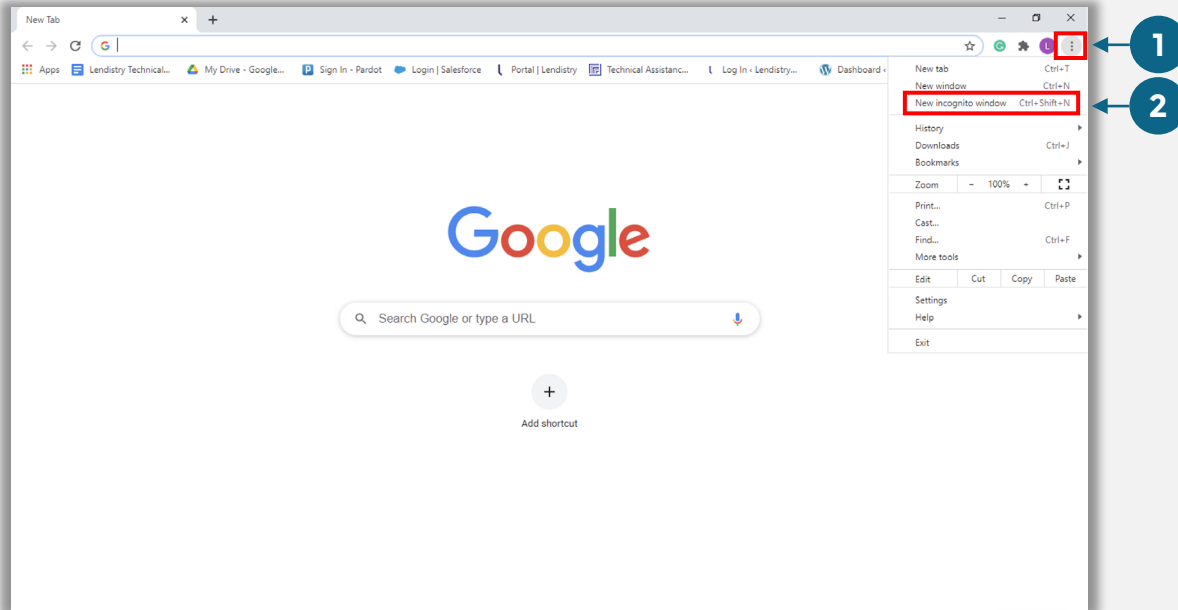 New Tab
1
Apps Lendistry Technical... My Drive - Google... Sign In - Pardot Login | Salesforce Portal | Lendistry Technical Assistanc... Log In ‹ Lendistry... Dashboard ‹
L
New tab Ctrl+T
New window Ctrl+N
New incognito window Ctrl+Shift+N
2
History
Downloads Ctrl+J
Bookmarks
Zoom - 100% +
Print... Ctrl+P
Cast...
Find... Ctrl+F
More tools
Edit Cut Copy Paste
Settings
Help
Exit
Google
Search Google or type a URL
Add shortcut